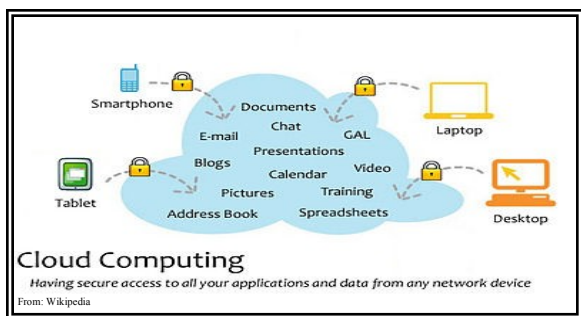 Smartphone
Documents
Laptop
E-mail
Chat
GAL
Presentations
Blogs
Calendar
Video
Tablet
Pictures
Training
Desktop
Address Book
Spreadsheets
Cloud Computing
Having secure access to all your applications and data from any network device
From: Wikipedia